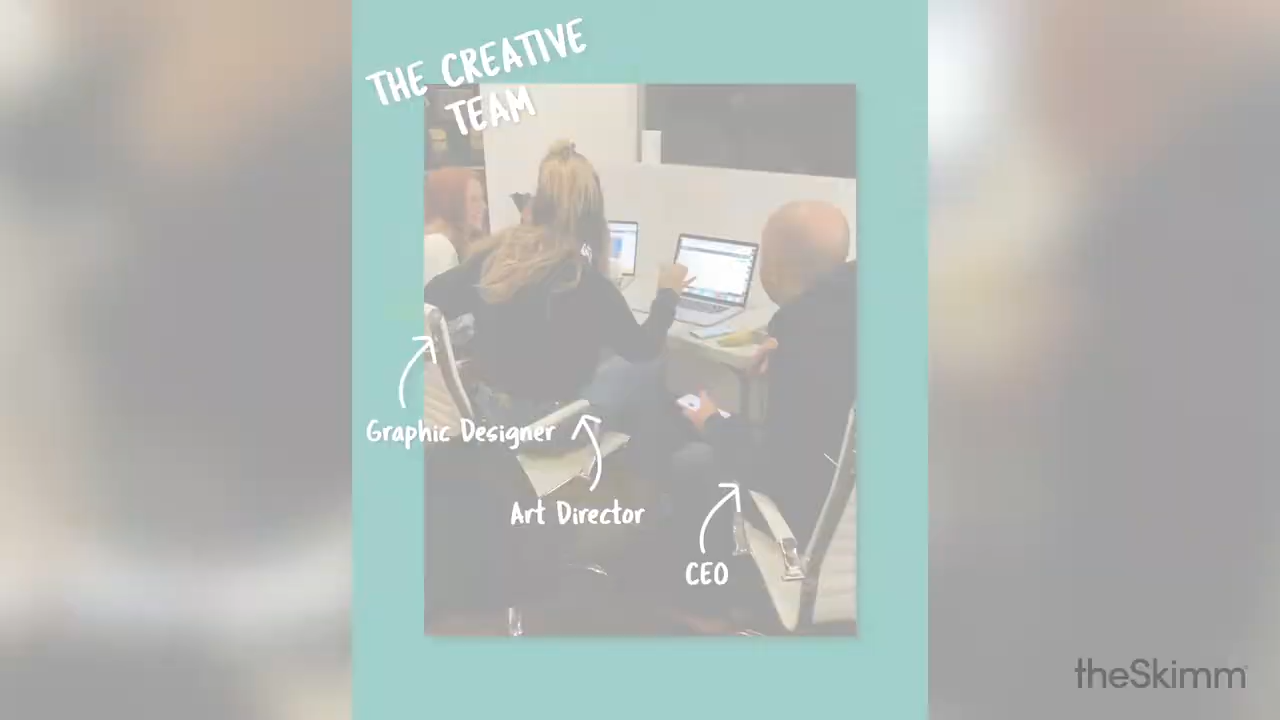 THE CREATIVE
TEAM
Graphic Designer
Art Director
CEO
theSkimm